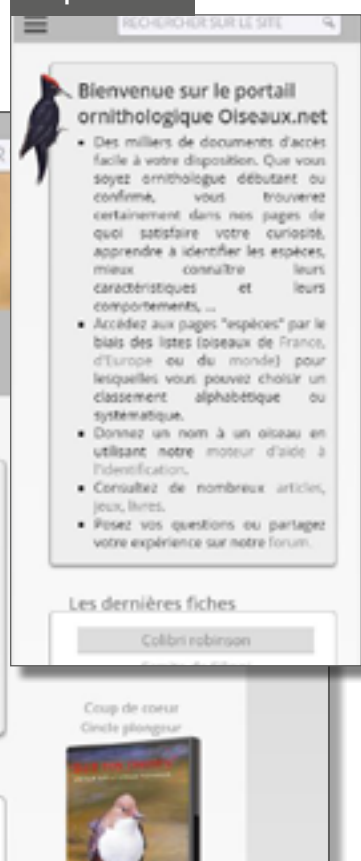 RECHERCHER SUR LE SITE
Bienvenue sur le portail
ornithologique Oiseaux.net
▪ Des milliers de documents d'accès
facile à votre disposition. Que vous
soyez ornithologue débutant ou
confirmé, vous trouverez
certainement dans nos pages de
quoi satisfaire votre curiosité,
apprendre à identifier les espèces,
mieux connaître leurs
caractéristiques et leurs
comportements, ...
▪ Accédez aux pages "espèces" par le
biais des listes (oiseaux de France,
d'Europe ou du monde) pour
lesquelles vous pouvez choisir un
classement alphabétique ou
systématique.
▪ Donnez un nom à un oiseau en
utilisant notre moteur d'aide à
l'identification.
▪ Consultez de nombreux articles,
jeux, livres.
▪ Posez vos questions ou partagez
votre expérience sur notre forum.
Les dernières fiches
Colibri robinson
Coup de coeur
Cincle plongeur